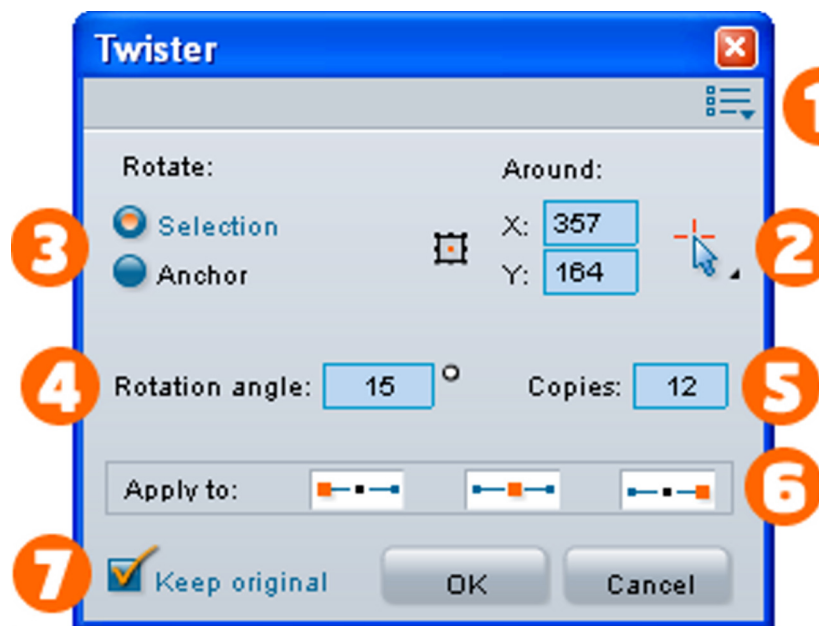 Twister
1
Rotate:
Around:
3
Selection
X: 357
2
Anchor
Y: 164
4
Rotation angle: 15 °
Copies: 12
5
Apply to:
6
7
Keep original
OK
Cancel